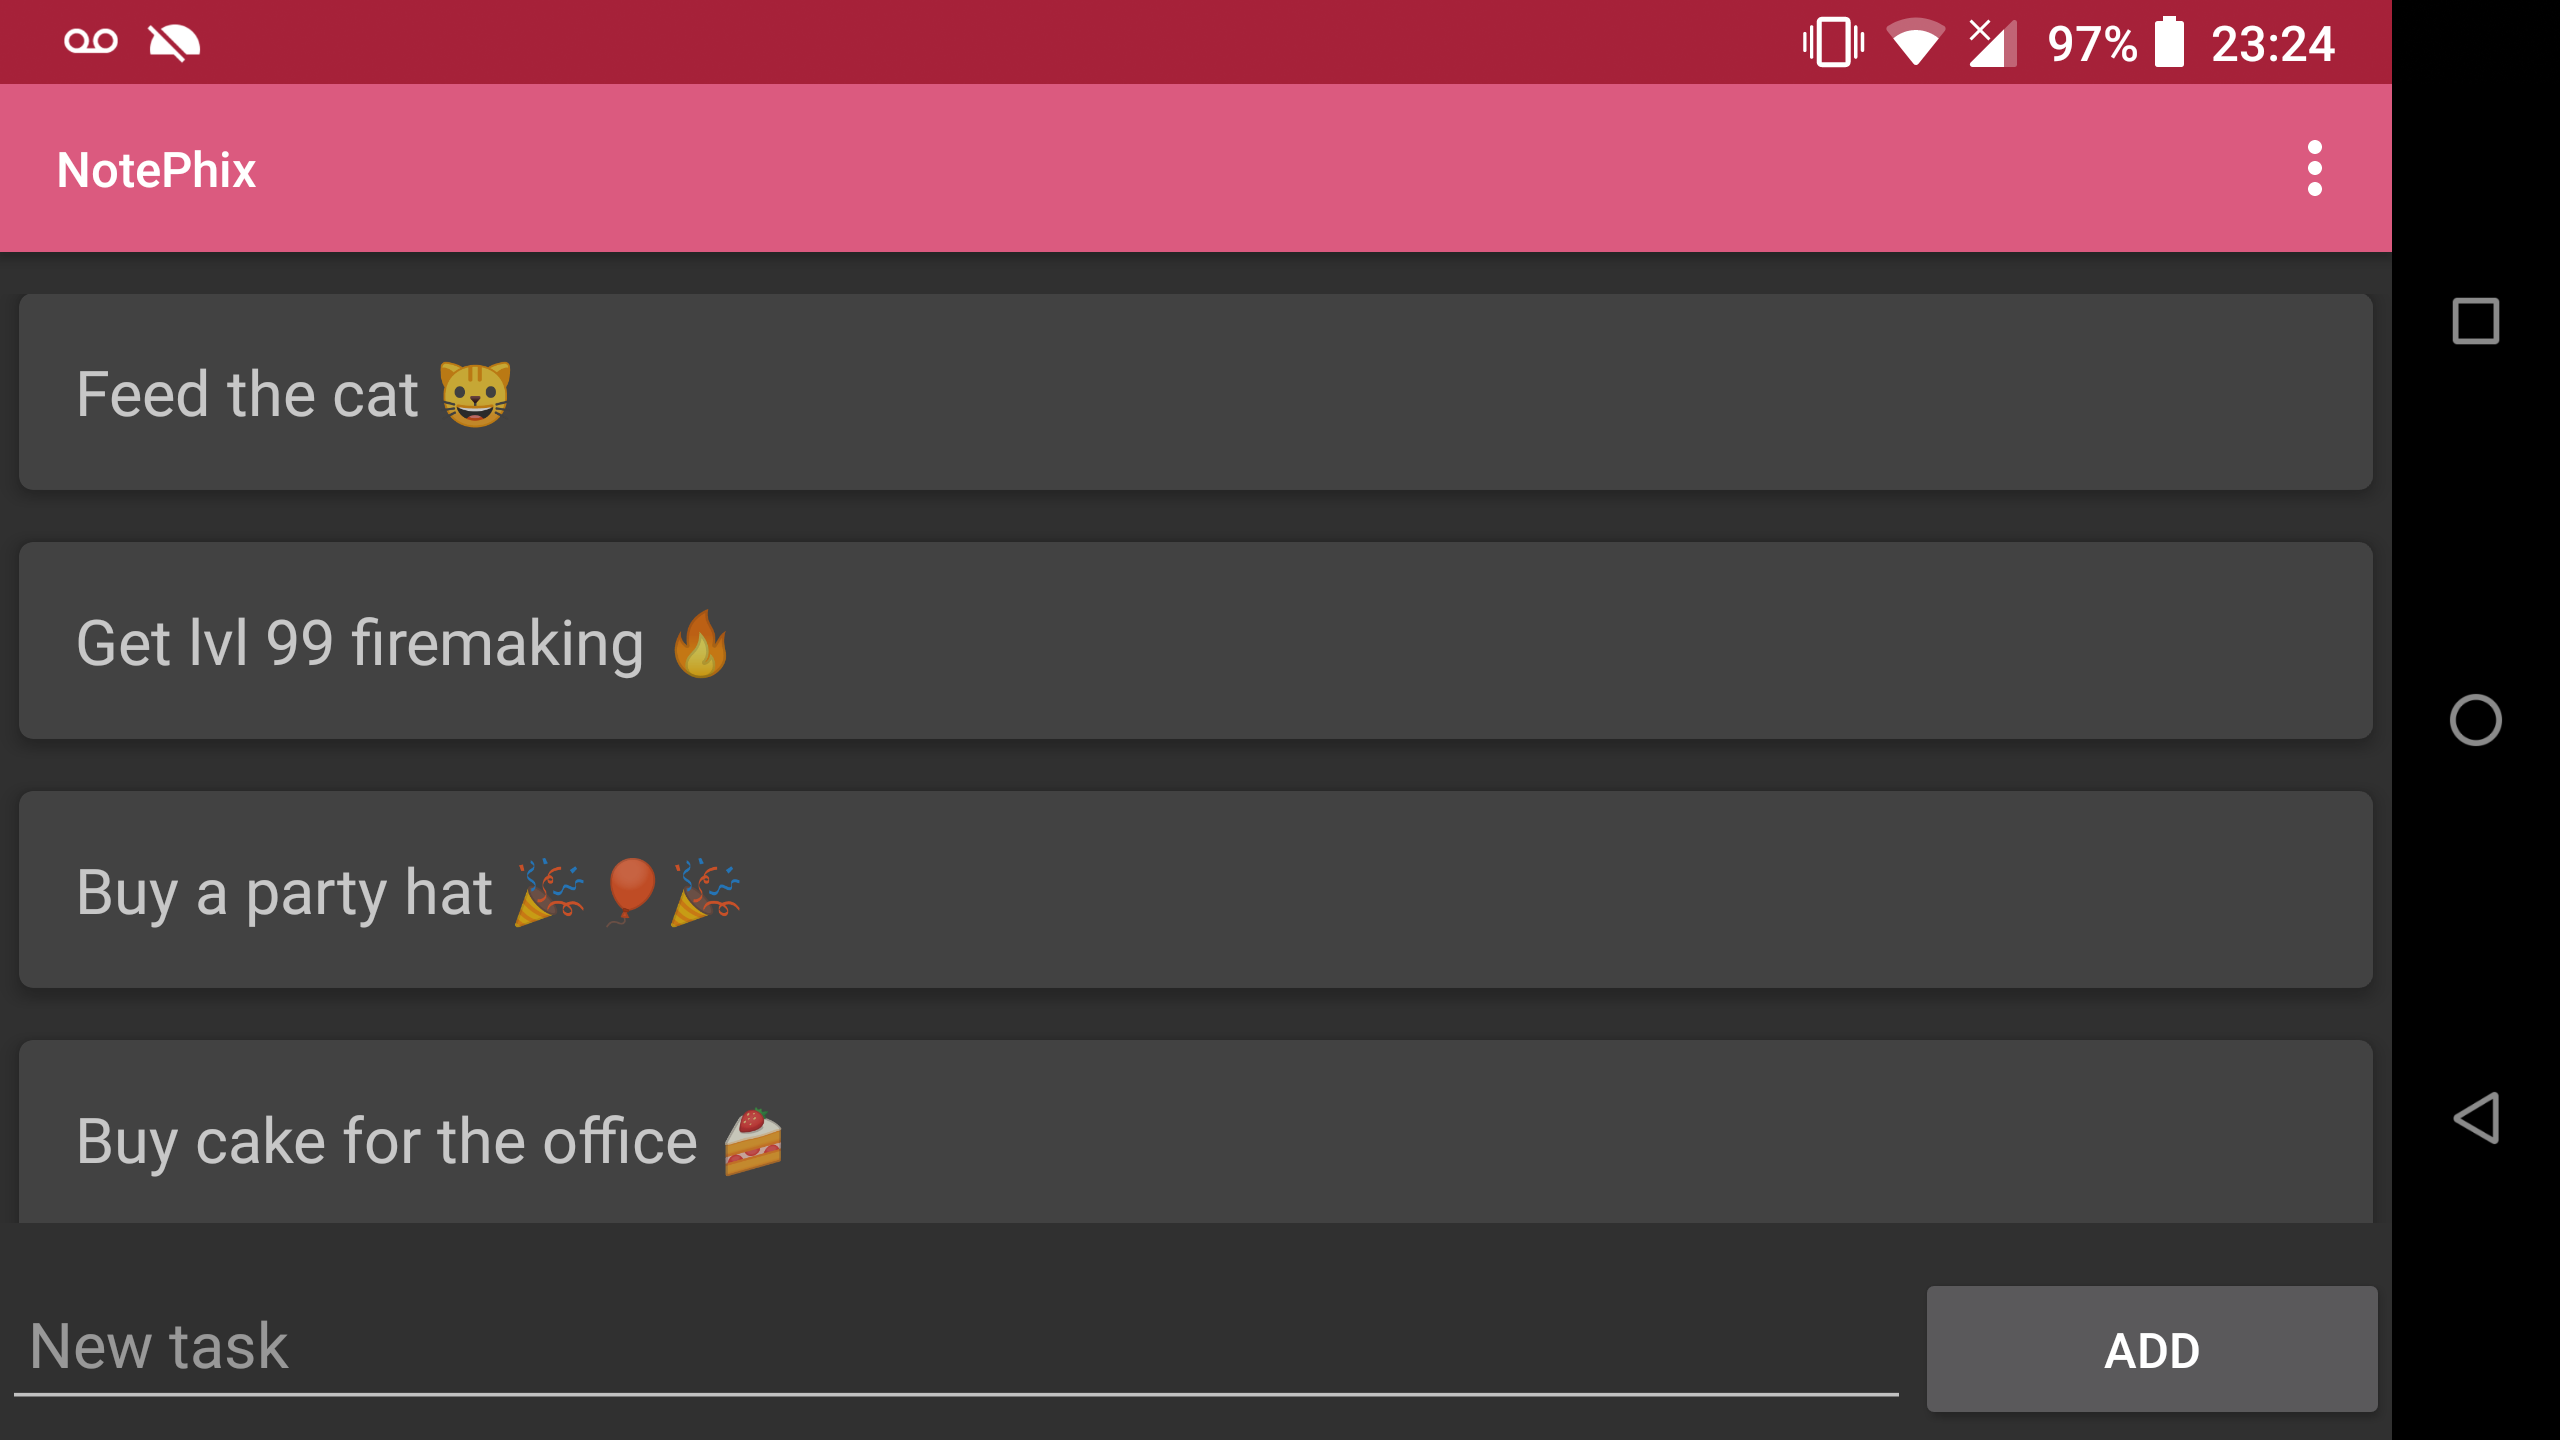 97% 23:24
NotePhix
Feed the cat 😺
Get lvl 99 firemaking 🔥
Buy a party hat 🎉🎈🎉
Buy cake for the office 🍰
New task
ADD